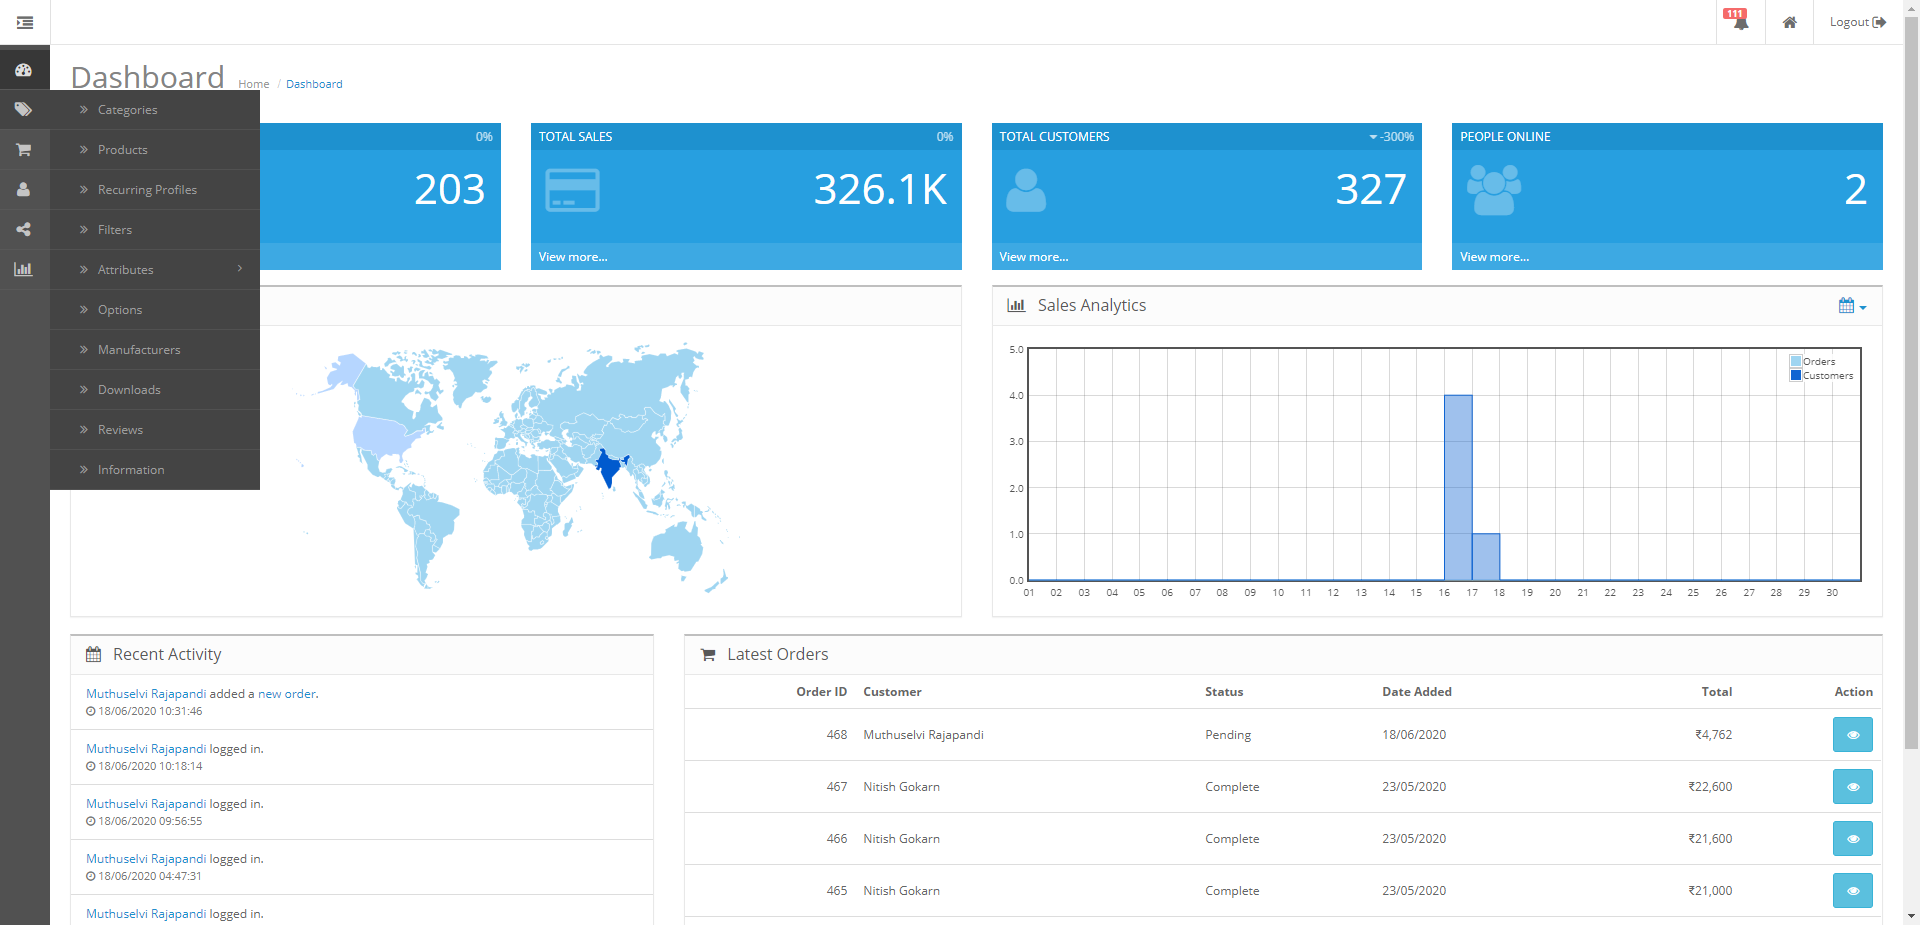 111
Logout
Dashboard
Home / Dashboard
Categories
Products
Recurring Profiles
Filters
Attributes
Options
Manufacturers
Downloads
Reviews
Information
0%
203
TOTAL SALES 0%
326.1K
View more...
TOTAL CUSTOMERS -300%
327
View more...
PEOPLE ONLINE
2
View more...
Sales Analytics
Orders
Customers
5.0
4.0
3.0
2.0
1.0
0.0
01 02 03 04 05 06 07 08 09 10 11 12 13 14 15 16 17 18 19 20 21 22 23 24 25 26 27 28 29 30
Recent Activity
Muthuselvi Rajapandi added a new order.
18/06/2020 10:31:46
Muthuselvi Rajapandi logged in.
18/06/2020 10:18:14
Muthuselvi Rajapandi logged in.
18/06/2020 09:56:55
Muthuselvi Rajapandi logged in.
18/06/2020 04:47:31
Muthuselvi Rajapandi logged in.
Latest Orders
Order ID Customer Status Date Added Total Action
468 Muthuselvi Rajapandi Pending 18/06/2020 ₹4,762
467 Nitish Gokarn Complete 23/05/2020 ₹22,600
466 Nitish Gokarn Complete 23/05/2020 ₹21,600
465 Nitish Gokarn Complete 23/05/2020 ₹21,000